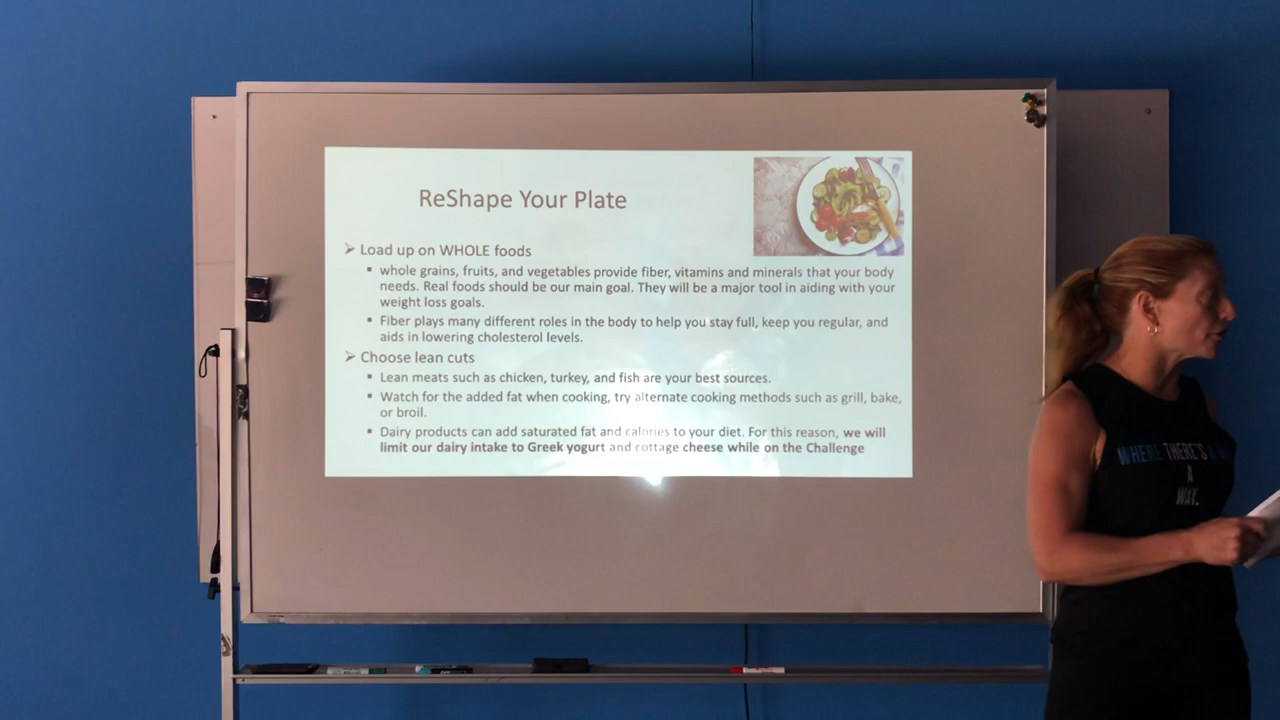 ReShape Your Plate
Load up on WHOLE foods
whole grains, fruits, and vegetables provide fiber, vitamins and minerals that your body
needs. Real foods should be our main goal. They will be a major tool in aiding with your
weight loss goals.
Fiber plays many different roles in the body to help you stay full, keep you regular, and
aids in lowering cholesterol levels.
Choose lean cuts
Lean meats such as chicken, turkey, and fish are your best sources.
Watch for the added fat when cooking, try alternate cooking methods such as grill, bake,
or broil.
Dairy products can add saturated fat and calories to your diet. For this reason, we will
limit our dairy intake to Greek yogurt and cottage cheese while on the Challenge
WHERE THERE'S
A
WAY.